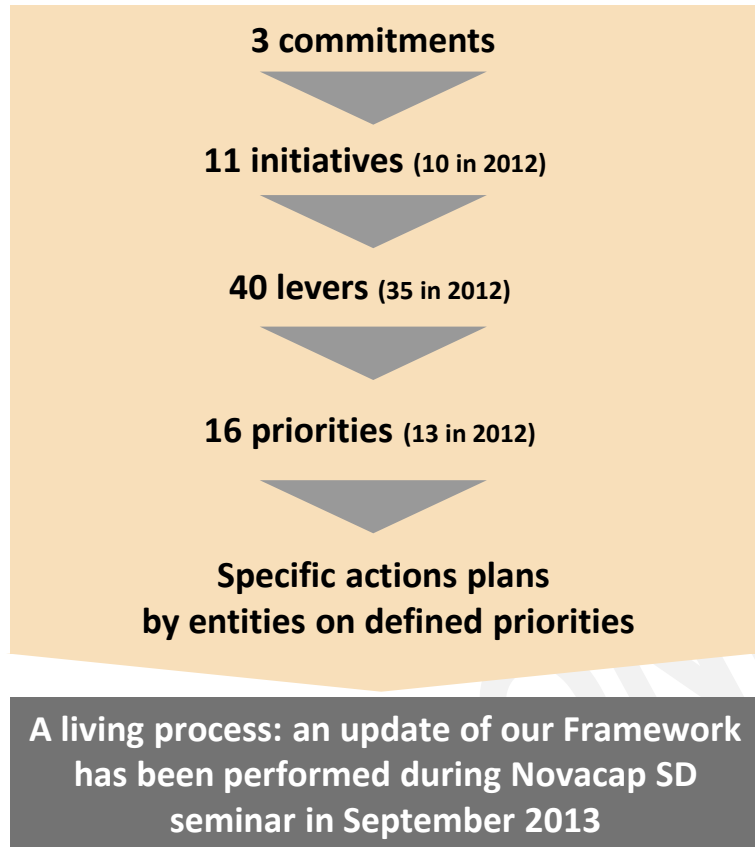 3 commitments
11 initiatives (10 in 2012)
40 levers (35 in 2012)
16 priorities (13 in 2012)
Specific actions plans
by entities on defined priorities
A living process: an update of our Framework
has been performed during Novacap SD
seminar in September 2013